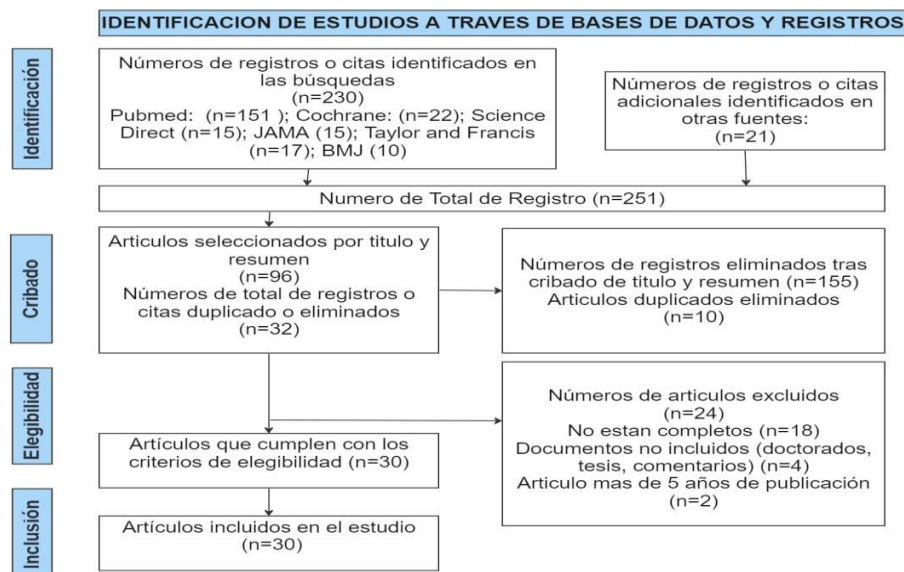 IDENTIFICACION DE ESTUDIOS A TRAVES DE BASES DE DATOS Y REGISTROS
Identificación
Números de registros o citas identificados en
las búsquedas
(n=230)
Pubmed: (n=151 ); Cochrane: (n=22); Science
Direct (n=15); JAMA (15); Taylor and Francis
(n=17); BMJ (10)
Números de registros o citas
adicionales identificados en
otras fuentes:
(n=21)
Numero de Total de Registro (n=251)
Cribado
Articulos seleccionados por titulo y
resumen
(n=96)
Números de total de registros o
citas duplicado o eliminados
(n=32)
Números de registros eliminados tras
cribado de titulo y resumen (n=155)
Articulos duplicados eliminados
(n=10)
Elegibilidad
Números de articulos excluidos
(n=24)
No estan completos (n=18)
Documentos no incluidos (doctorados,
tesis, comentarios) (n=4)
Articulo mas de 5 años de publicación
(n=2)
Artículos que cumplen con los
criterios de elegibilidad (n=30)
Inclusión
Artículos incluidos en el estudio
(n=30)